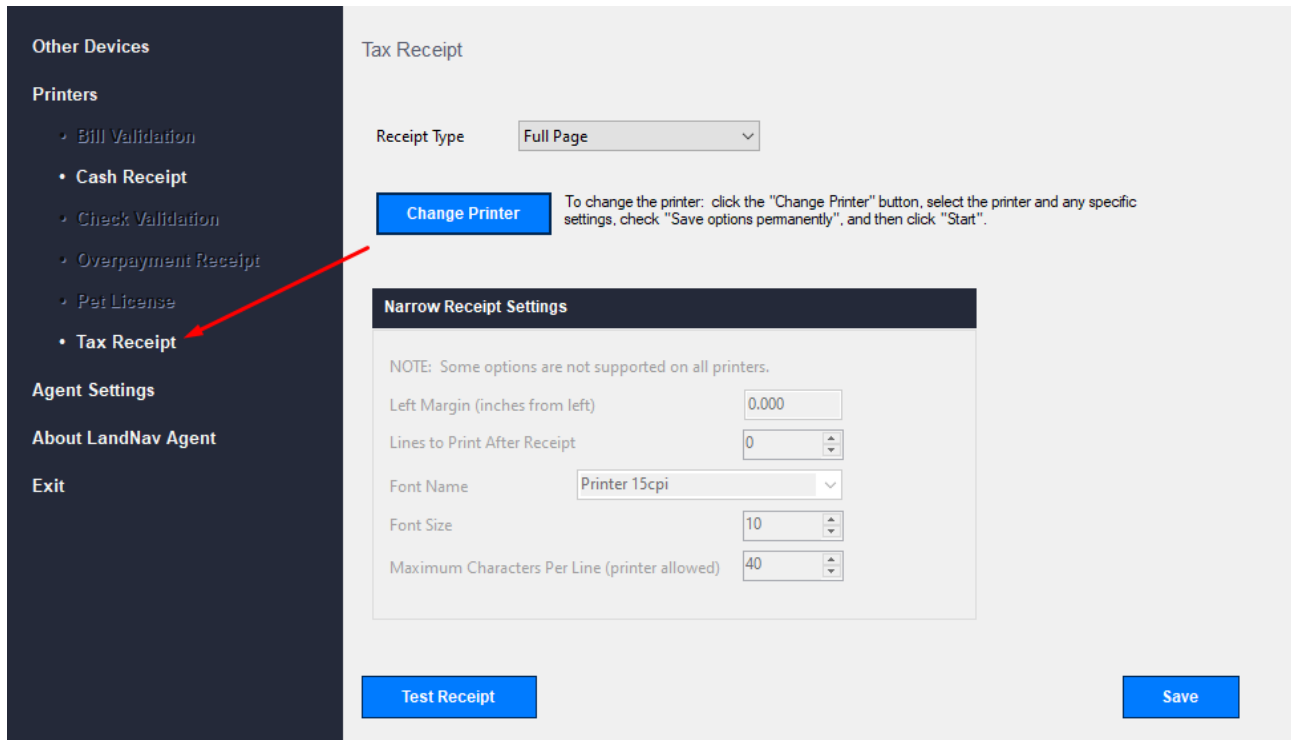 Other Devices
Printers
• Bill Validation
• Cash Receipt
• Check Validation
• Overpayment Receipt
• Pet License
• Tax Receipt
Agent Settings
About LandNav Agent
Exit
Tax Receipt
Receipt Type Full Page
Change Printer
To change the printer: click the "Change Printer" button, select the printer and any specific
settings, check "Save options permanently", and then click "Start".
Narrow Receipt Settings
NOTE: Some options are not supported on all printers.
Left Margin (inches from left) 0.000
Lines to Print After Receipt 0
Font Name Printer 15cpi
Font Size 10
Maximum Characters Per Line (printer allowed) 40
Test Receipt
Save